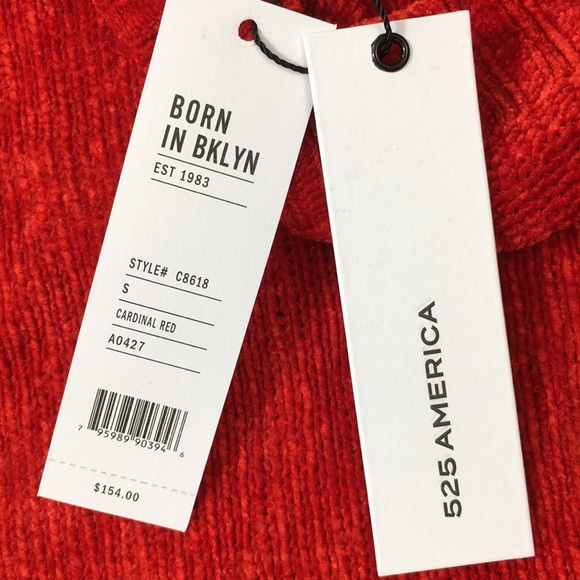 BORN
IN BKLYN
EST 1983
STYLE# C8618
S
CARDINAL RED
A0427
7 95989 90394 6
$154.00
525 AMERICA